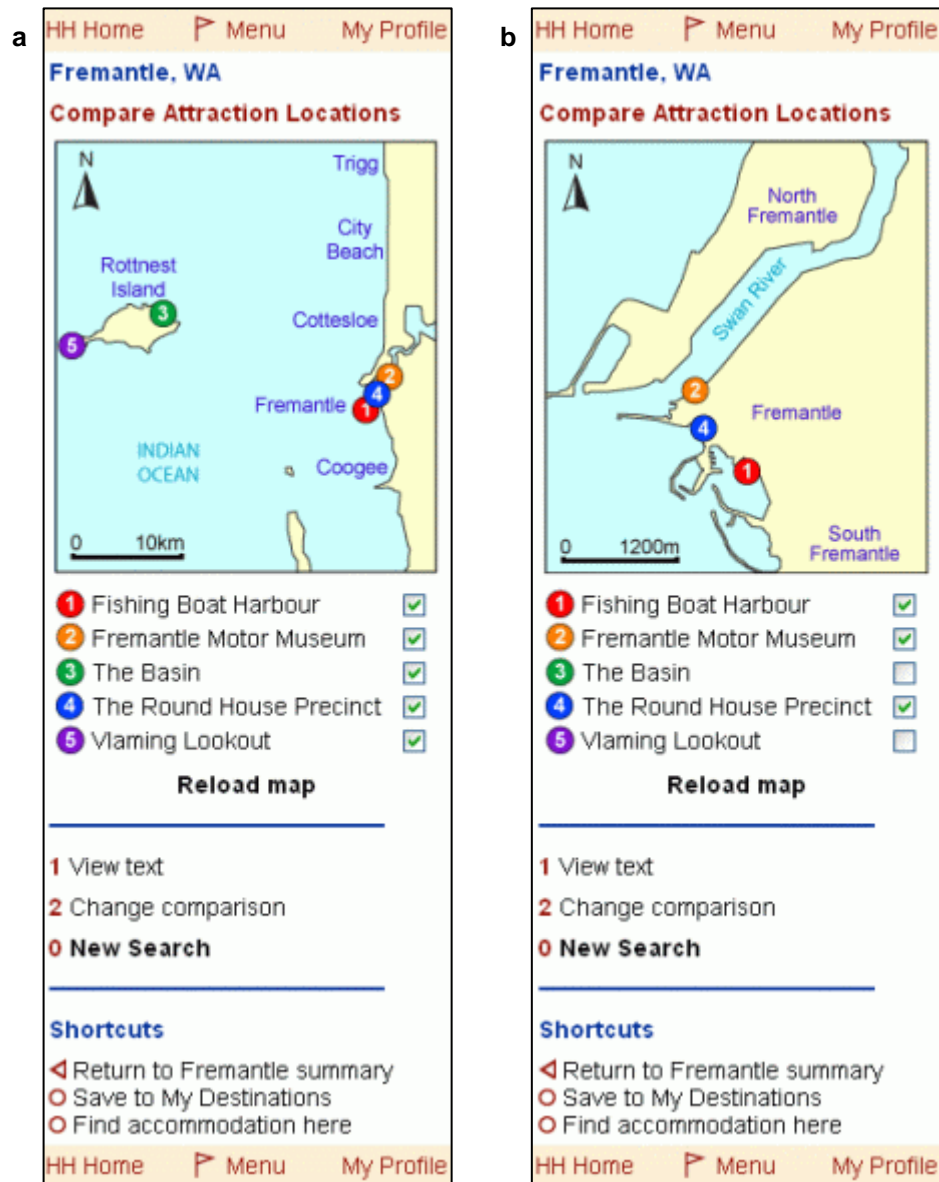 a
HH Home Menu My Profile
Fremantle, WA
Compare Attraction Locations
N
Trigg
City
Beach
Rottnest
Island
3
Cottesloe
5
2
4
Fremantle
1
INDIAN
OCEAN
Coogee
0 10km
1 Fishing Boat Harbour
2 Fremantle Motor Museum
3 The Basin
4 The Round House Precinct
5 Vlaming Lookout
Reload map
1 View text
2 Change comparison
0 New Search
Shortcuts
Return to Fremantle summary
Save to My Destinations
Find accommodation here
HH Home Menu My Profile
b
HH Home Menu My Profile
Fremantle, WA
Compare Attraction Locations
N
North
Fremantle
Swan River
2
Fremantle
4
1
South
Fremantle
0 1200m
1 Fishing Boat Harbour
2 Fremantle Motor Museum
3 The Basin
4 The Round House Precinct
5 Vlaming Lookout
Reload map
1 View text
2 Change comparison
0 New Search
Shortcuts
Return to Fremantle summary
Save to My Destinations
Find accommodation here
HH Home Menu My Profile